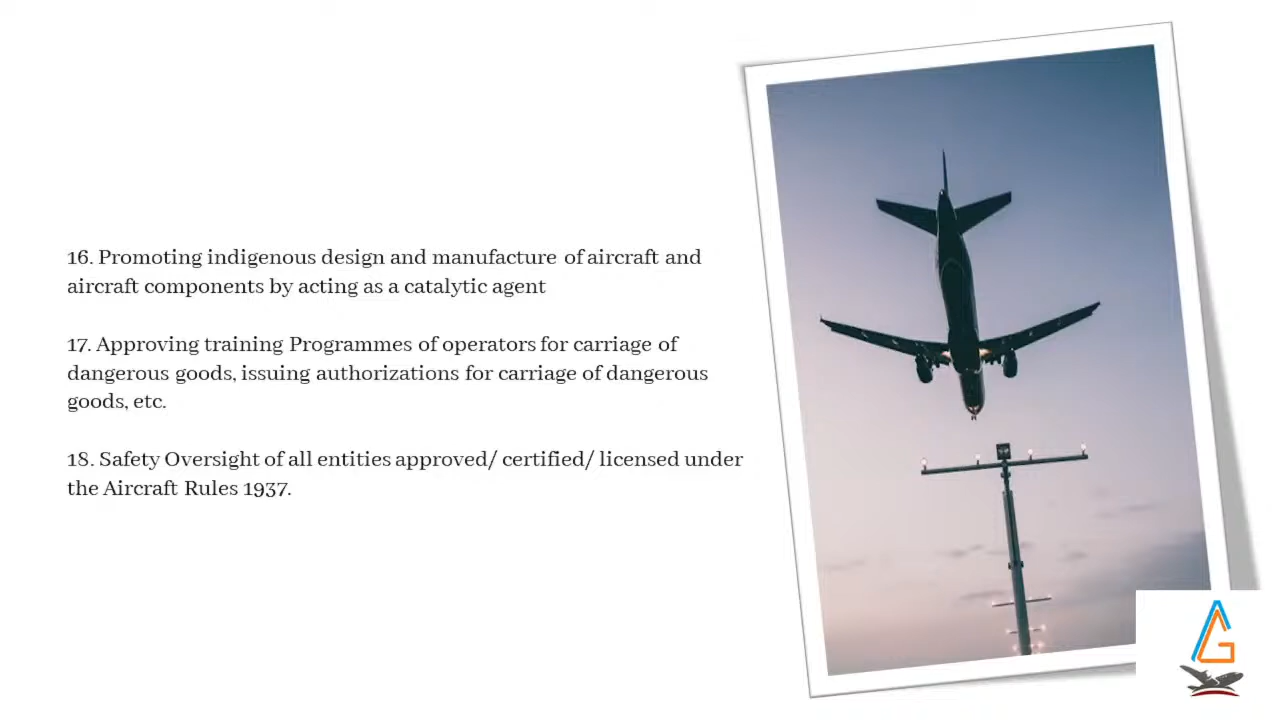 16. Promoting indigenous design and manufacture of aircraft and
aircraft components by acting as a catalytic agent
17. Approving training Programmes of operators for carriage of
dangerous goods, issuing authorizations for carriage of dangerous
goods, etc.
18. Safety Oversight of all entities approved/ certified/ licensed under
the Aircraft Rules 1937.
AG